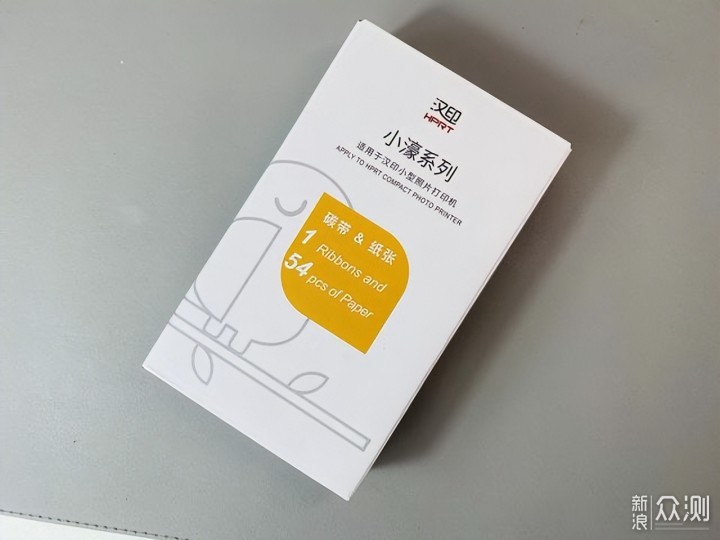 汉印
HPRT
小濠系列
适用于汉印小型照片打印机
APPLY TO HPRT COMPACT PHOTO PRINTER
碳带 & 纸张
1 Ribbons and
54 pcs of Paper
新浪 众测